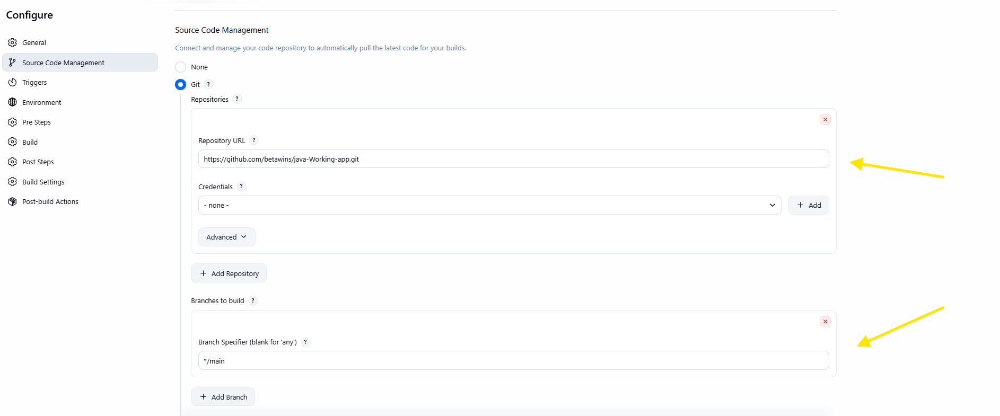 Configure
General
Source Code Management
Triggers
Environment
Pre Steps
Build
Post Steps
Build Settings
Post-build Actions
Source Code Management
Connect and manage your code repository to automatically pull the latest code for your builds.
None
Git ?
Repositories ?
Repository URL ?
https://github.com/betawins/java-Working-app.git
Credentials ?
- none -
+ Add
Advanced
+ Add Repository
Branches to build ?
Branch Specifier (blank for 'any') ?
*/main
+ Add Branch